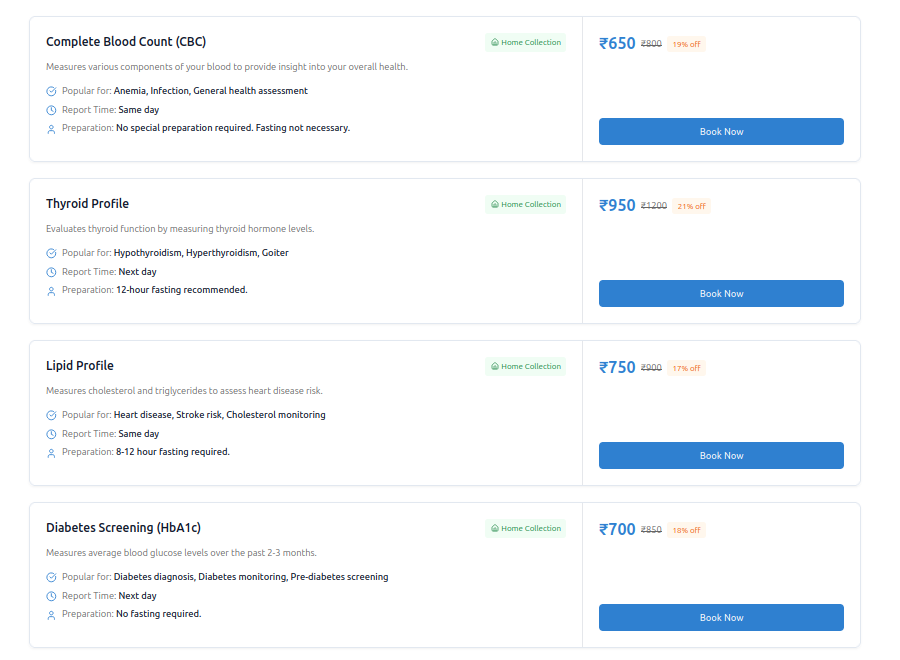 Complete Blood Count (CBC)
Home Collection
Measures various components of your blood to provide insight into your overall health.
Popular for: Anemia, Infection, General health assessment
Report Time: Same day
Preparation: No special preparation required. Fasting not necessary.
₹650 ₹800 19% off
Book Now
Thyroid Profile
Home Collection
Evaluates thyroid function by measuring thyroid hormone levels.
Popular for: Hypothyroidism, Hyperthyroidism, Goiter
Report Time: Next day
Preparation: 12-hour fasting recommended.
₹950 ₹1200 21% off
Book Now
Lipid Profile
Home Collection
Measures cholesterol and triglycerides to assess heart disease risk.
Popular for: Heart disease, Stroke risk, Cholesterol monitoring
Report Time: Same day
Preparation: 8-12 hour fasting required.
₹750 ₹900 17% off
Book Now
Diabetes Screening (HbA1c)
Home Collection
Measures average blood glucose levels over the past 2-3 months.
Popular for: Diabetes diagnosis, Diabetes monitoring, Pre-diabetes screening
Report Time: Next day
Preparation: No fasting required.
₹700 ₹850 18% off
Book Now